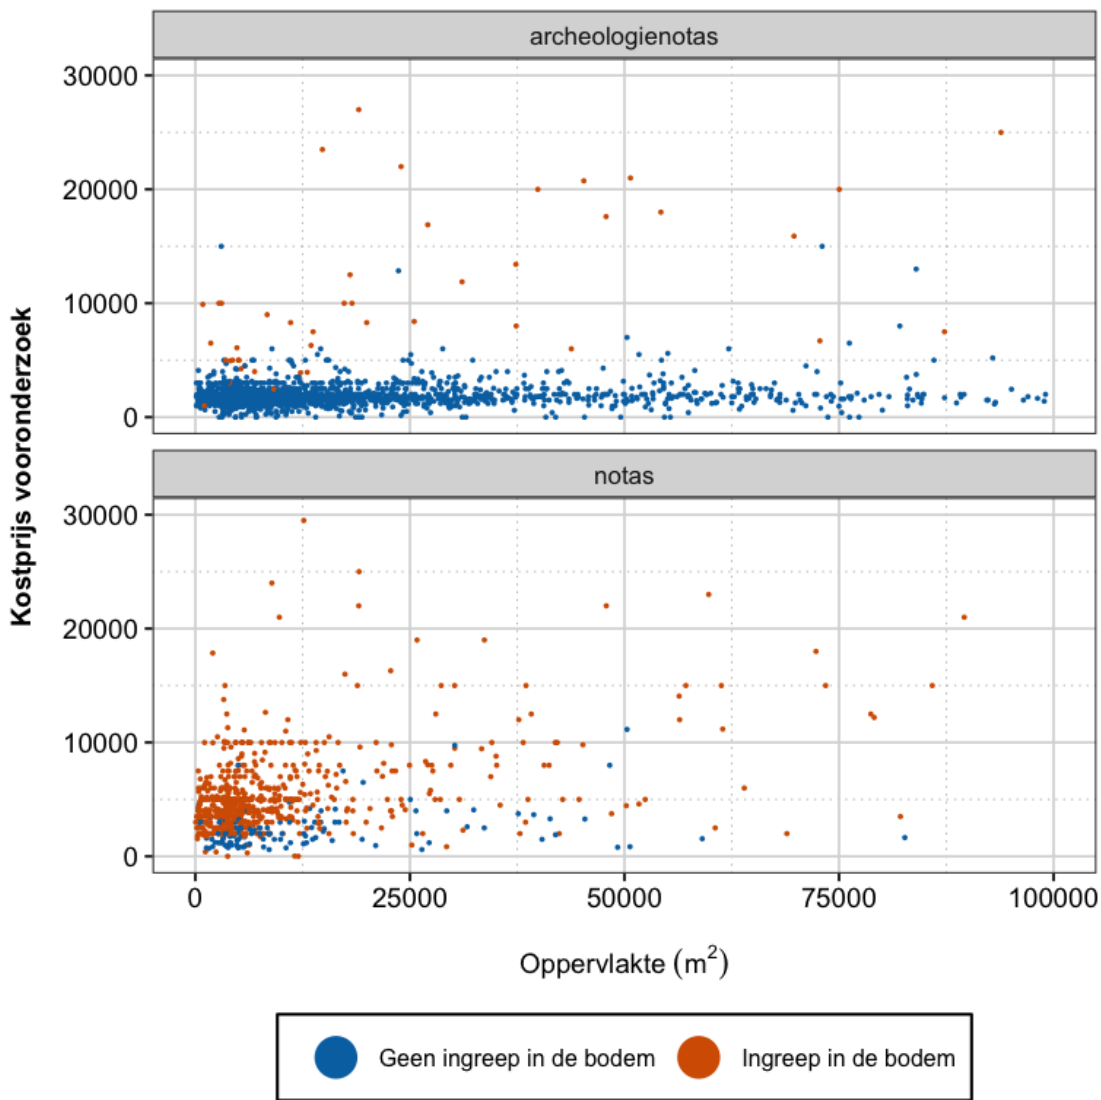 archeologienotas
30000
20000
10000
0
notas
30000
20000
10000
0
Kostprijs vooronderzoek
0 25000 50000 75000 100000
Oppervlakte (m²)
Geen ingreep in de bodem Ingreep in de bodem